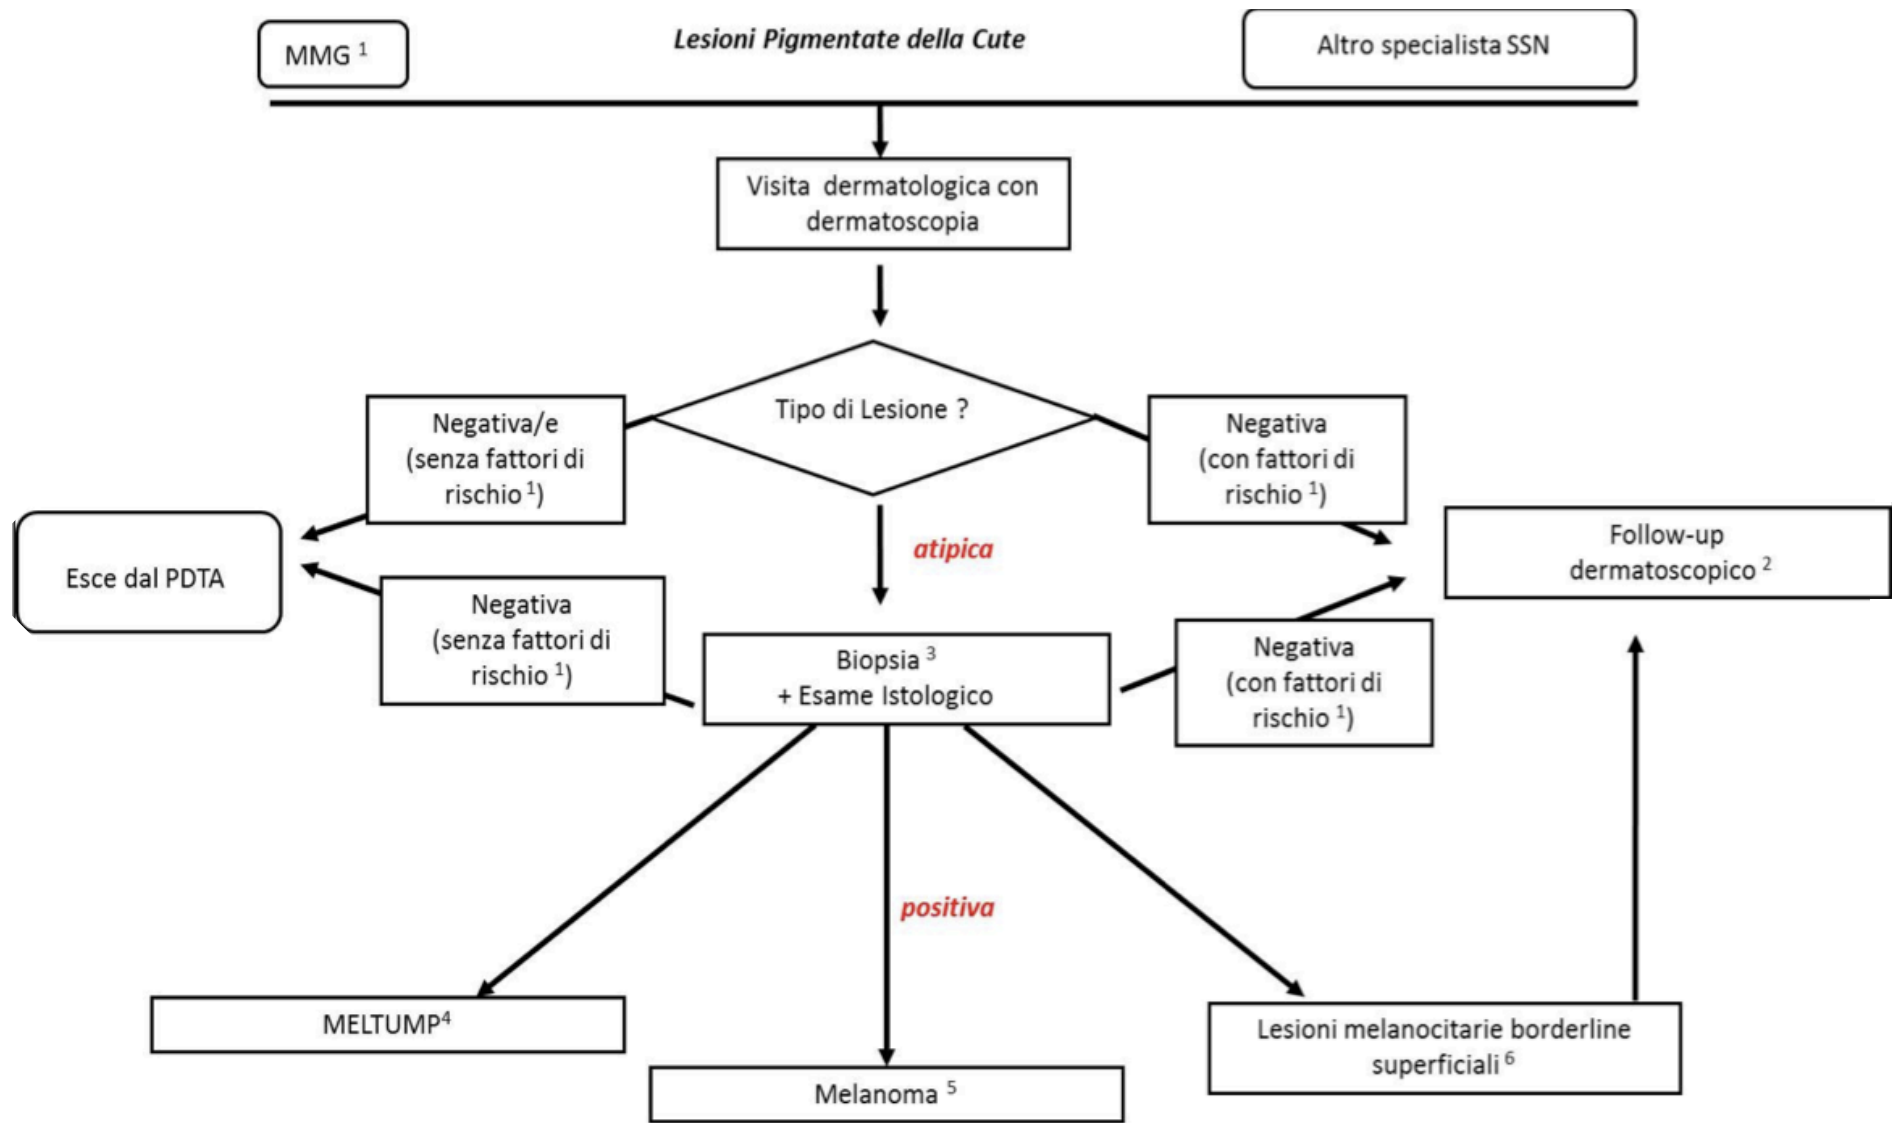 MMG 1
Lesioni Pigmentate della Cute
Altro specialista SSN
Visita dermatologica con
dermatoscopia
Tipo di Lesione ?
Negativa/e
(senza fattori di
rischio 1)
Negativa
(con fattori di
rischio 1)
Esce dal PDTA
atipica
Follow-up
dermatoscopico 2
Negativa
(senza fattori di
rischio 1)
Biopsia 3
+ Esame Istologico
Negativa
(con fattori di
rischio 1)
positiva
MELTUMP4
Melanoma 5
Lesioni melanocitarie borderline
superficiali 6